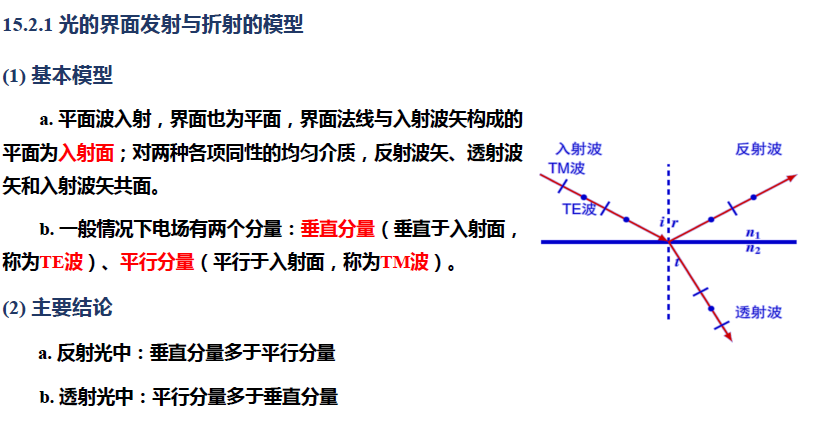 15.2.1 光的界面发射与折射的模型
(1) 基本模型
a. 平面波入射，界面也为平面，界面法线与入射波矢构成的
平面为入射面；对两种各项同性的均匀介质，反射波矢、透射波
矢和入射波矢共面。
b. 一般情况下电场有两个分量：垂直分量（垂直于入射面，
称为TE波）、平行分量（平行于入射面，称为TM波）。
(2) 主要结论
a. 反射光中：垂直分量多于平行分量
b. 透射光中：平行分量多于垂直分量
入射波
反射波
TM波
TE波
i r
n1
n2
t
透射波